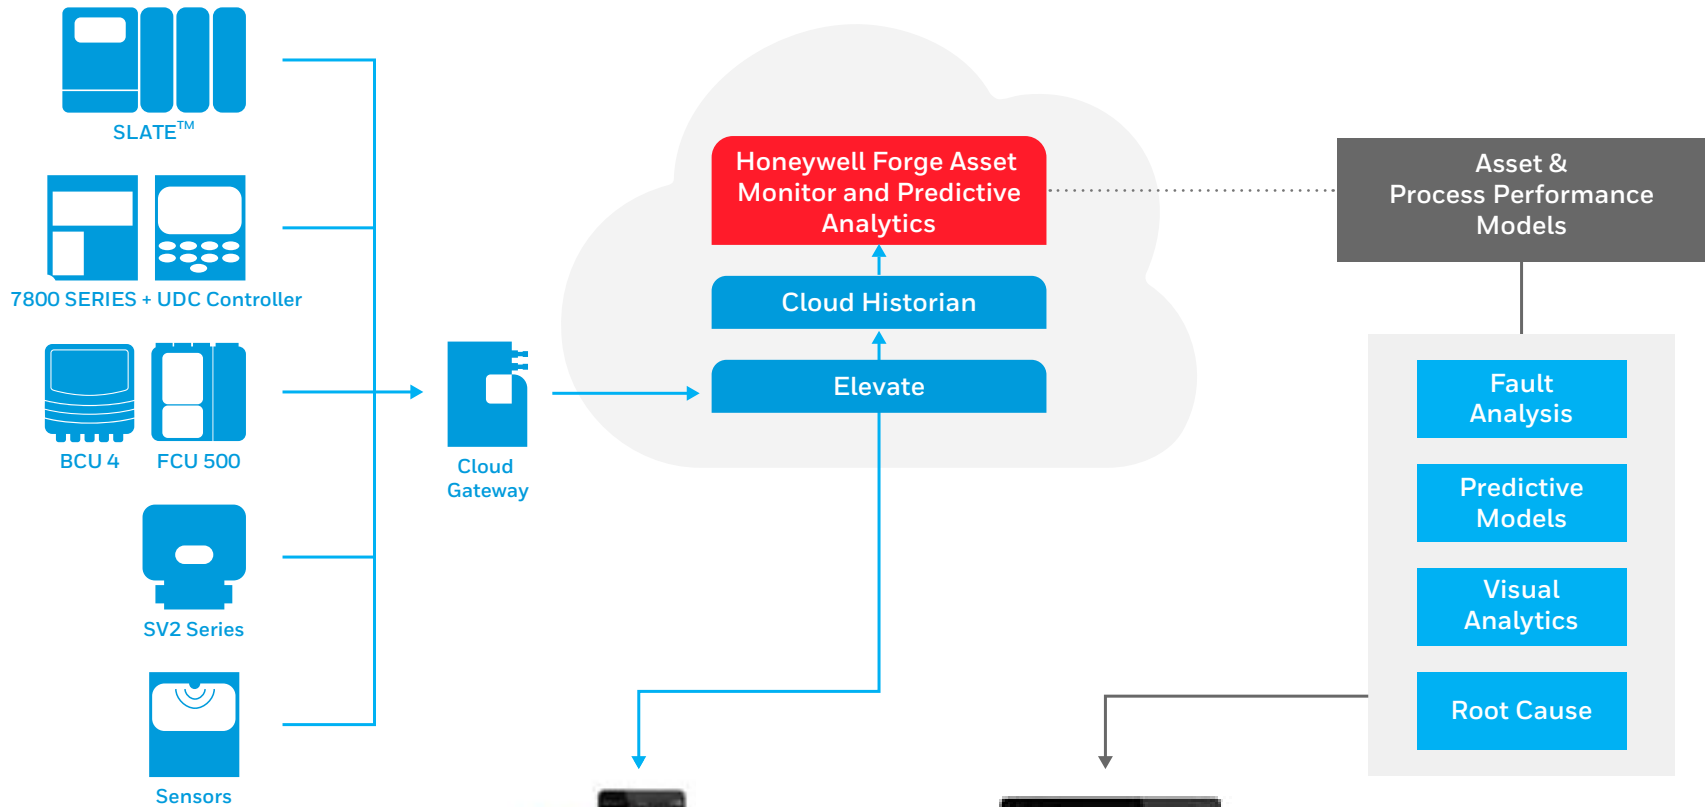 SLATE™
7800 SERIES + UDC Controller
BCU 4
FCU 500
SV2 Series
Sensors
Cloud
Gateway
Honeywell Forge Asset
Monitor and Predictive
Analytics
Cloud Historian
Elevate
Asset &
Process Performance
Models
Fault
Analysis
Predictive
Models
Visual
Analytics
Root Cause